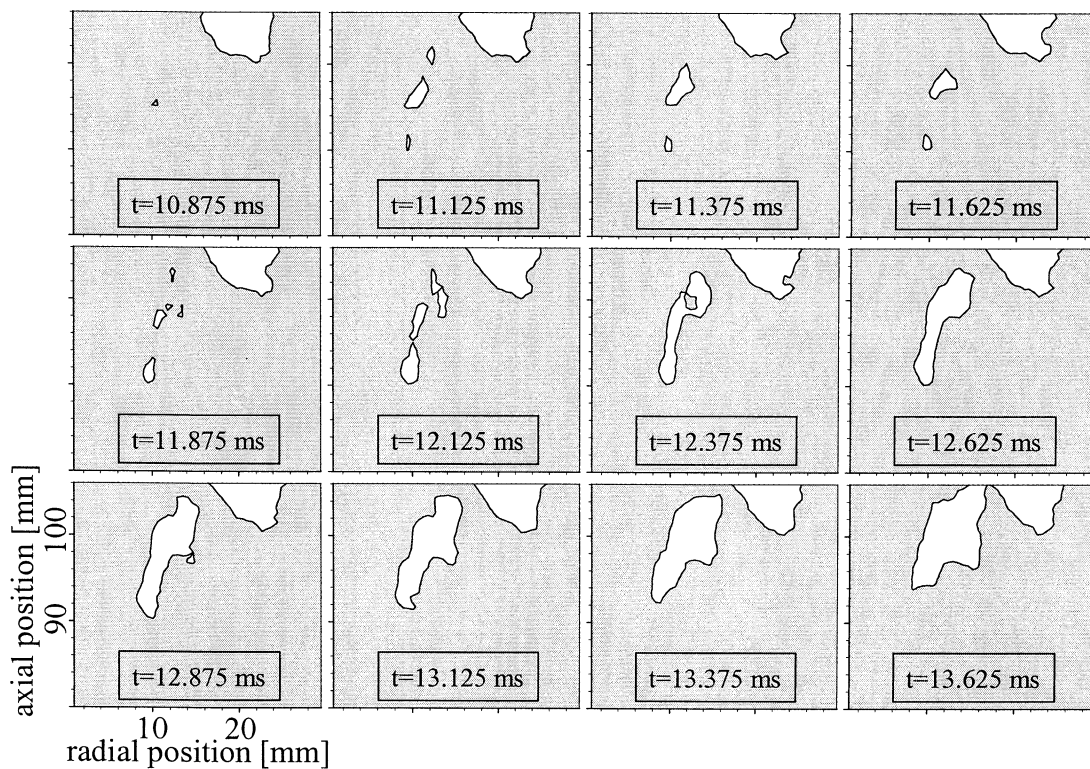 t=10.875 ms
t=11.125 ms
t=11.375 ms
t=11.625 ms
t=11.875 ms
t=12.125 ms
t=12.375 ms
t=12.625 ms
axial position [mm]
100
90
t=12.875 ms
t=13.125 ms
t=13.375 ms
t=13.625 ms
10 20
radial position [mm]